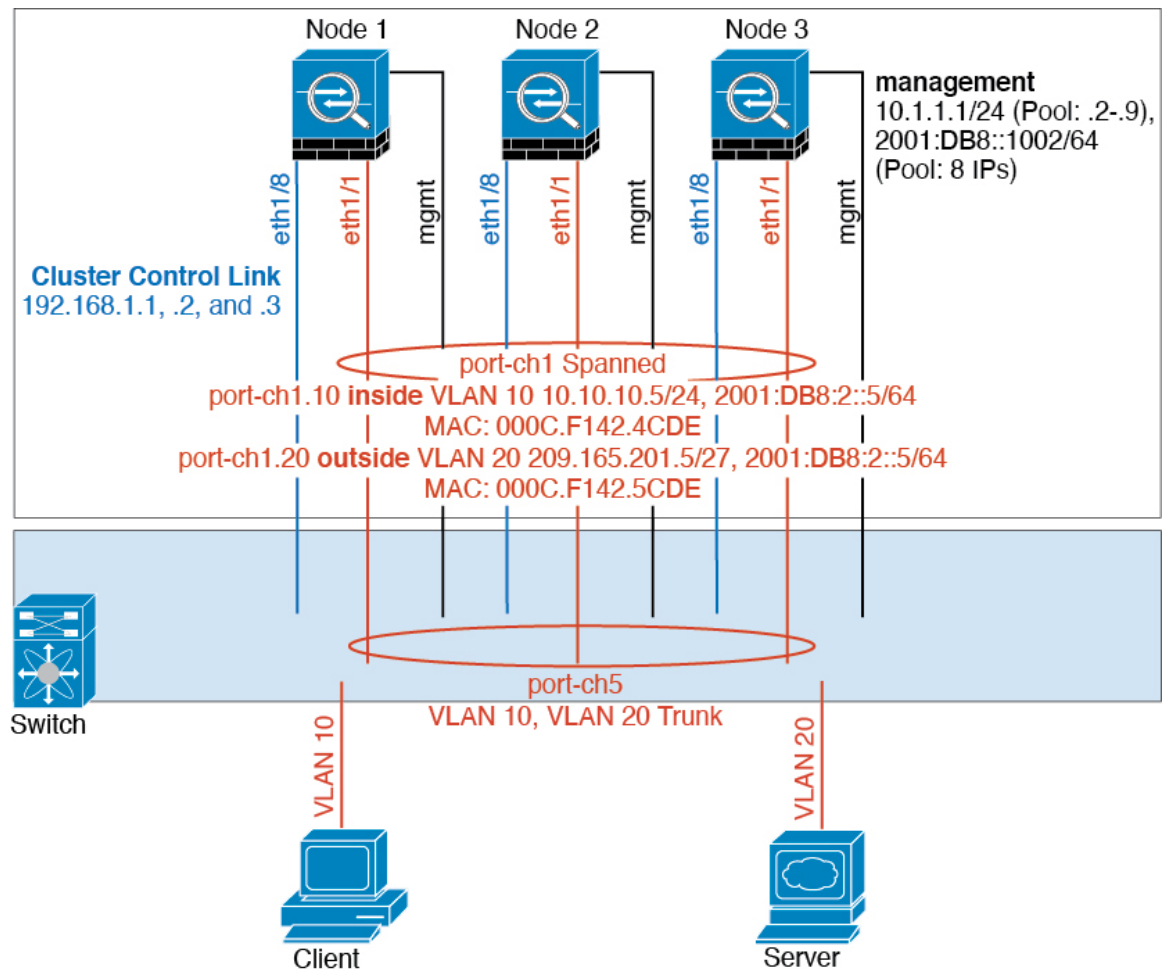 Node 1
Node 2
Node 3
management
10.1.1.1/24 (Pool: .2-.9),
2001:DB8::1002/64
(Pool: 8 IPs)
eth1/8
eth1/1
mgmt
eth1/8
eth1/1
mgmt
eth1/8
eth1/1
mgmt
Cluster Control Link
192.168.1.1, .2, and .3
port-ch1 Spanned
port-ch1.10 inside VLAN 10 10.10.10.5/24, 2001:DB8:2::5/64
MAC: 000C.F142.4CDE
port-ch1.20 outside VLAN 20 209.165.201.5/27, 2001:DB8:2::5/64
MAC: 000C.F142.5CDE
Switch
port-ch5
VLAN 10, VLAN 20 Trunk
VLAN 10
VLAN 20
Client
Server